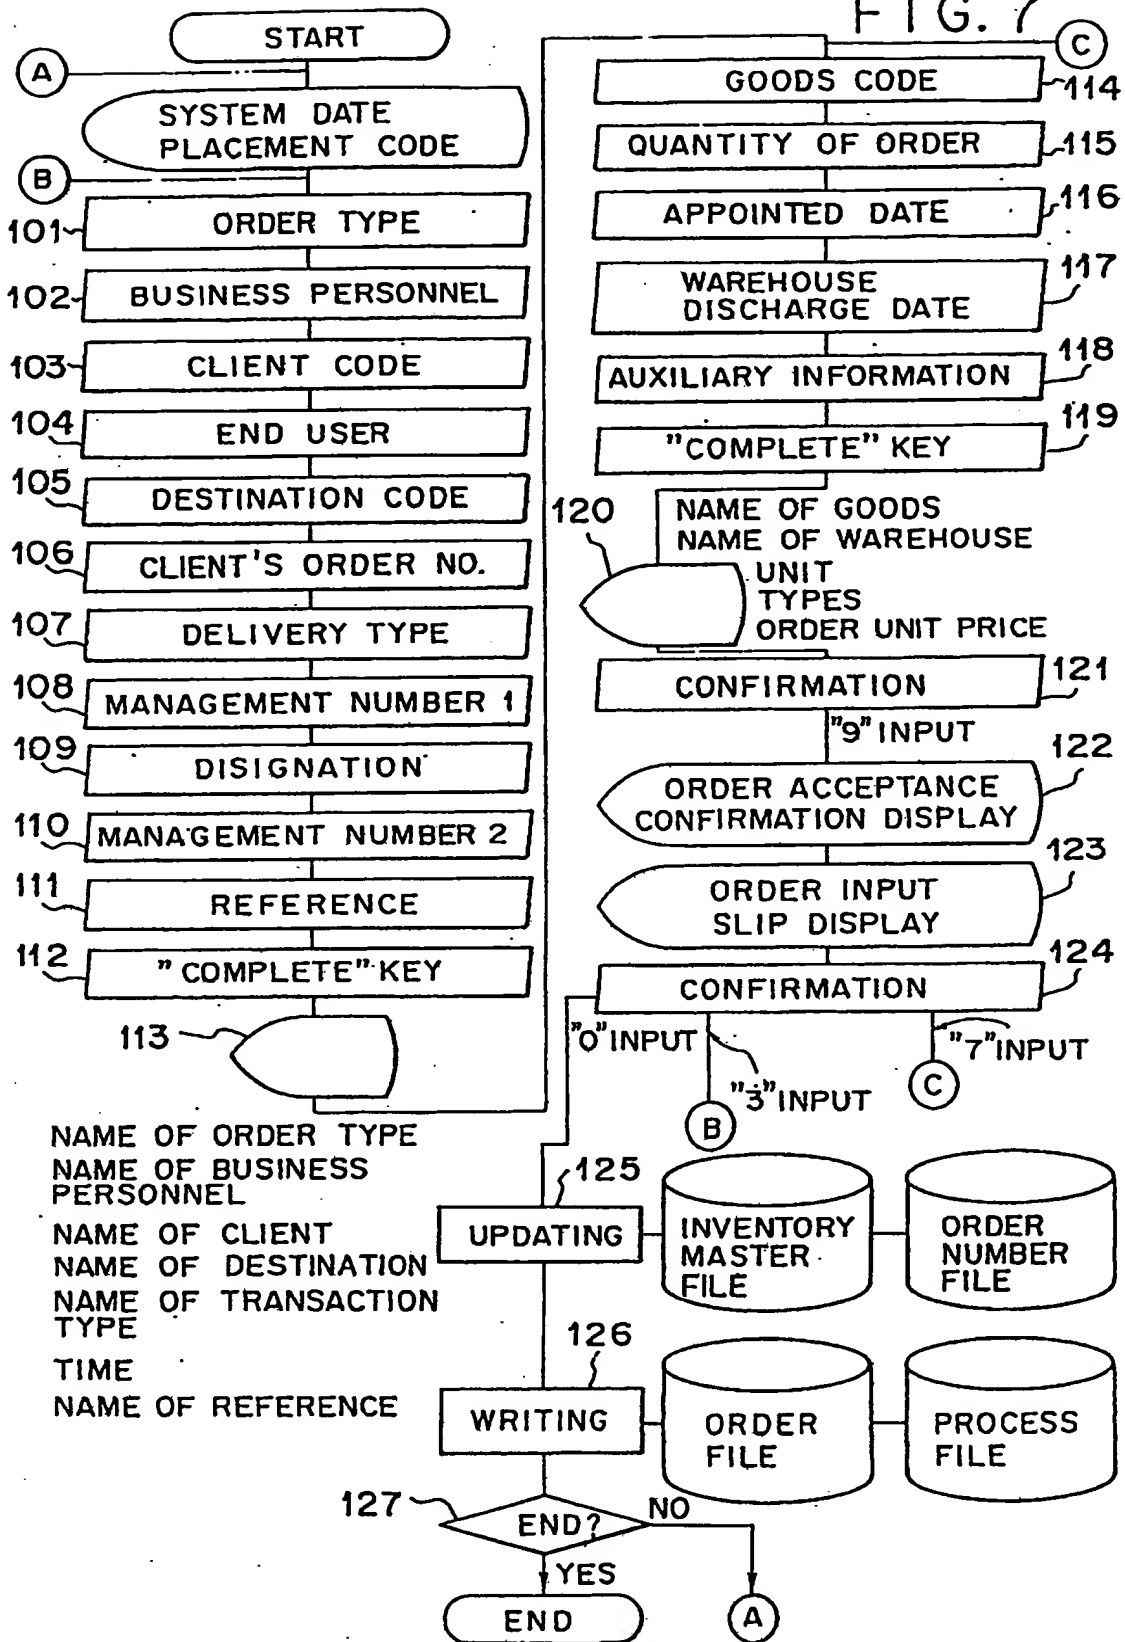 FIG. 7
START
A
SYSTEM DATE
PLACEMENT CODE
B
101
ORDER TYPE
102
BUSINESS PERSONNEL
103
CLIENT CODE
104
END USER
105
DESTINATION CODE
106
CLIENT'S ORDER NO.
107
DELIVERY TYPE
108
MANAGEMENT NUMBER 1
109
DISIGNATION
110
MANAGEMENT NUMBER 2
111
REFERENCE
112
"COMPLETE" KEY
113
NAME OF ORDER TYPE
NAME OF BUSINESS
PERSONNEL
NAME OF CLIENT
NAME OF DESTINATION
NAME OF TRANSACTION
TYPE
TIME
NAME OF REFERENCE
C
GOODS CODE
114
QUANTITY OF ORDER
115
APPOINTED DATE
116
WAREHOUSE
DISCHARGE DATE
117
AUXILIARY INFORMATION
118
"COMPLETE" KEY
119
120
NAME OF GOODS
NAME OF WAREHOUSE
UNIT
TYPES
ORDER UNIT PRICE
CONFIRMATION
121
"9" INPUT
ORDER ACCEPTANCE
CONFIRMATION DISPLAY
122
ORDER INPUT
SLIP DISPLAY
123
CONFIRMATION
124
"0" INPUT
"3" INPUT
"7" INPUT
B
C
125
UPDATING
INVENTORY
MASTER
FILE
ORDER
NUMBER
FILE
126
WRITING
ORDER
FILE
PROCESS
FILE
127
END?
NO
YES
END
A